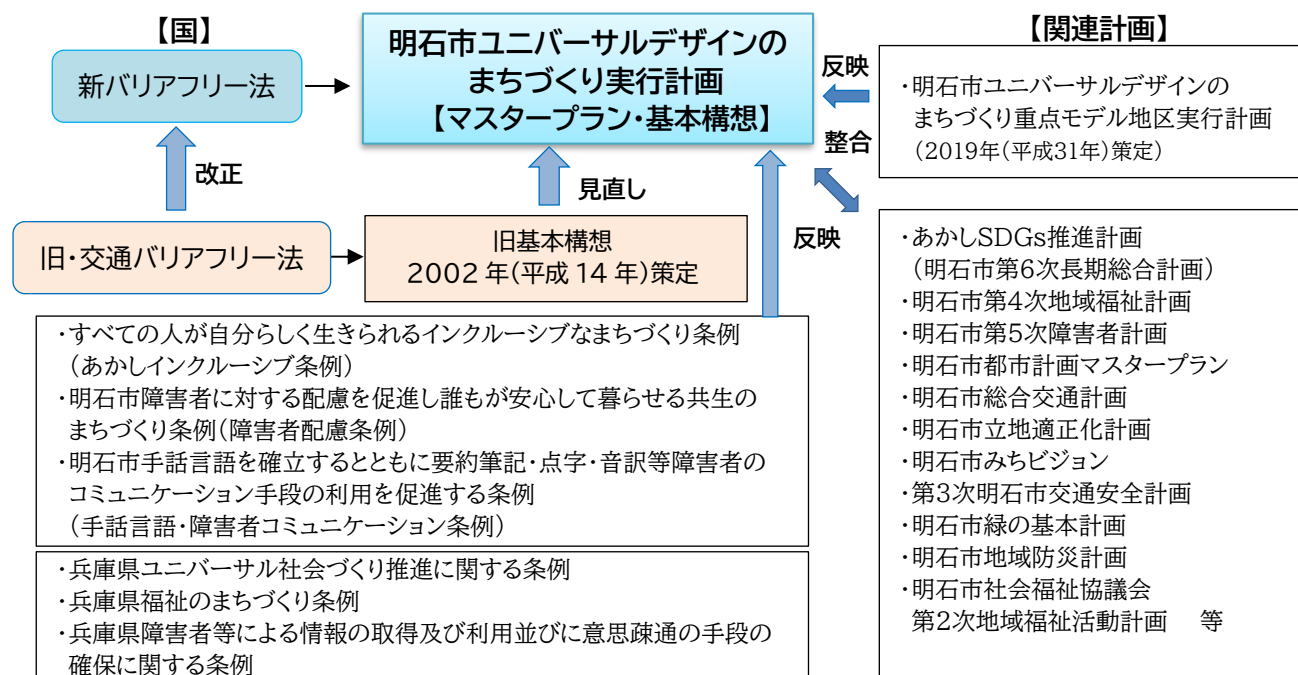 【国】
新バリアフリー法
改正
旧・交通バリアフリー法
明石市ユニバーサルデザインの
まちづくり実行計画
【マスタープラン・基本構想】
見直し
旧基本構想
2002年(平成14年)策定
反映
・すべての人が自分らしく生きられるインクルーシブなまちづくり条例
（あかしインクルーシブ条例）
・明石市障害者に対する配慮を促進し誰もが安心して暮らせる共生の
まちづくり条例(障害者配慮条例)
・明石市手話言語を確立するとともに要約筆記・点字・音訳等障害者の
コミュニケーション手段の利用を促進する条例
（手話言語・障害者コミュニケーション条例）
・兵庫県ユニバーサル社会づくり推進に関する条例
・兵庫県福祉のまちづくり条例
・兵庫県障害者等による情報の取得及び利用並びに意思疎通の手段の
確保に関する条例
【関連計画】
反映
・明石市ユニバーサルデザインの
まちづくり重点モデル地区実行計画
（2019年(平成31年)策定）
整合
・あかしSDGs推進計画
（明石市第6次長期総合計画）
・明石市第4次地域福祉計画
・明石市第5次障害者計画
・明石市都市計画マスタープラン
・明石市総合交通計画
・明石市立地適正化計画
・明石市みちビジョン
・第3次明石市交通安全計画
・明石市緑の基本計画
・明石市地域防災計画
・明石市社会福祉協議会
第2次地域福祉活動計画　等